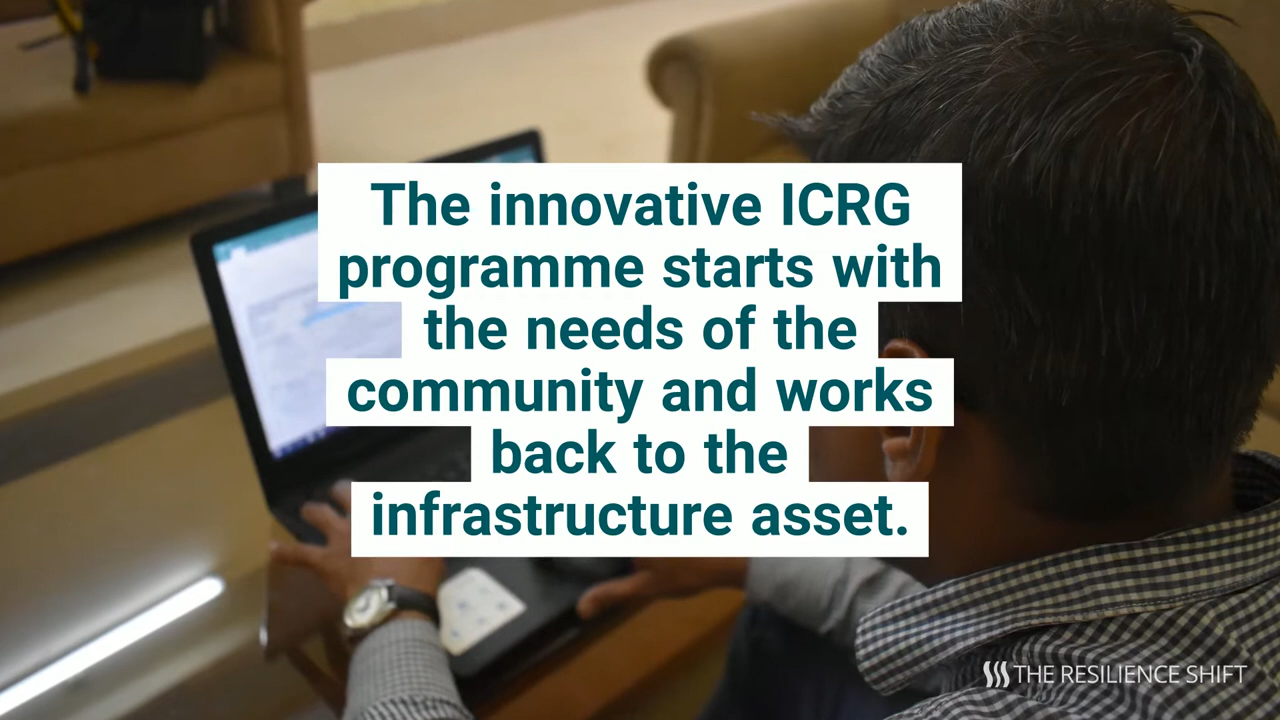 The innovative ICRG
programme starts with
the needs of the
community and works
back to the
infrastructure asset.
THE RESILIENCE SHIFT